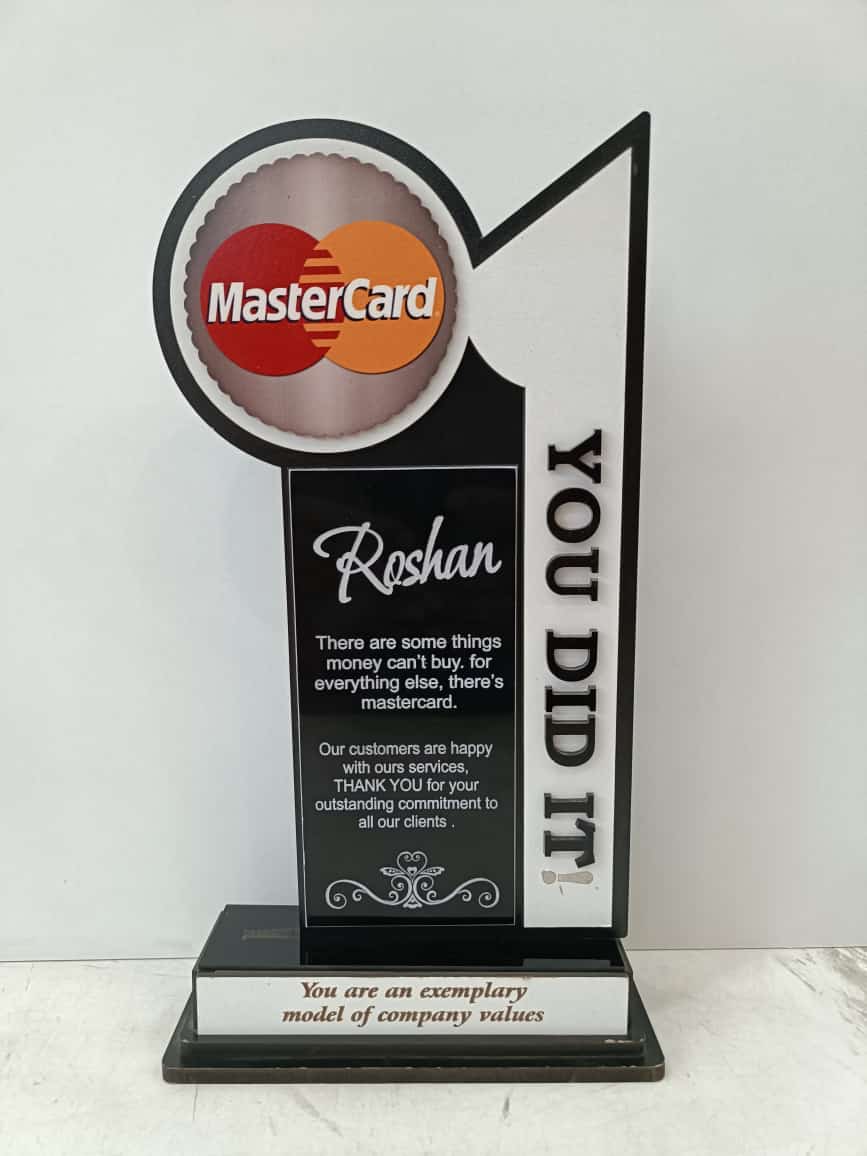 MasterCard
Roshan
There are some things
money can't buy. for
everything else, there's
mastercard.
Our customers are happy
with ours services,
THANK YOU for your
outstanding commitment to
all our clients .
YOU DID IT!
You are an exemplary
model of company values